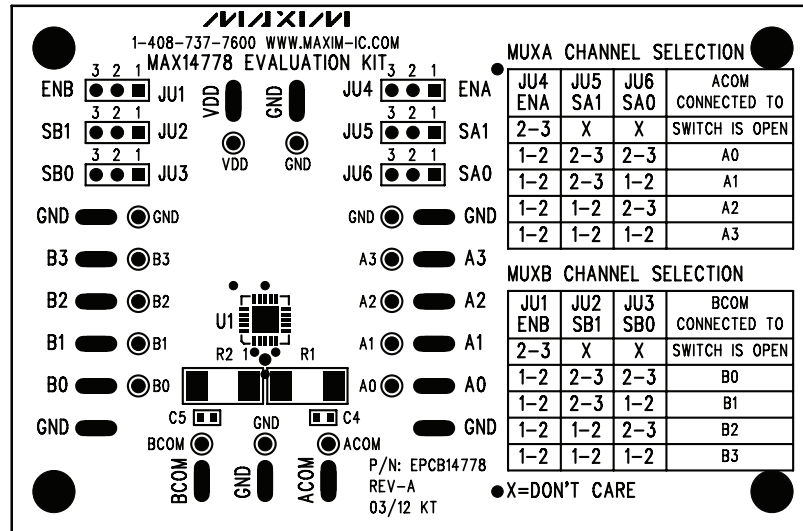 MAXIM
1-408-737-7600 WWW.MAXIM-IC.COM
MAX14778 EVALUATION KIT
3 2 1
ENB JU1
3 2 1
SB1 JU2
3 2 1
SB0 JU3
VDD GND
VDD GND
3 2 1
JU4 ENA
3 2 1
JU5 SA1
3 2 1
JU6 SA0
GND GND GND GND
B3 B3 A3 A3
B2 B2 A2 A2
U1
B1 B1 A1 A1
R2 1 R1
B0 B0 A0 A0
C5 GND C4
GND GND
BCOM ACOM
BCOM GND ACOM
P/N: EPCB14778
REV-A
03/12 KT
MUXA CHANNEL SELECTION
JU4 JU5 JU6 ACOM
ENA SA1 SA0 CONNECTED TO
2-3 X X SWITCH IS OPEN
1-2 2-3 2-3 A0
1-2 2-3 1-2 A1
1-2 1-2 2-3 A2
1-2 1-2 1-2 A3
MUXB CHANNEL SELECTION
JU1 JU2 JU3 BCOM
ENB SB1 SB0 CONNECTED TO
2-3 X X SWITCH IS OPEN
1-2 2-3 2-3 B0
1-2 2-3 1-2 B1
1-2 1-2 2-3 B2
1-2 1-2 1-2 B3
X=DON'T CARE